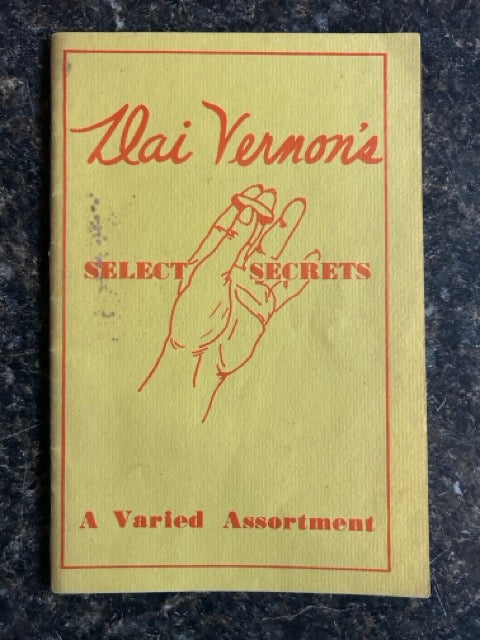 Dai Vernon's
SELECT SECRETS
A Varied Assortment